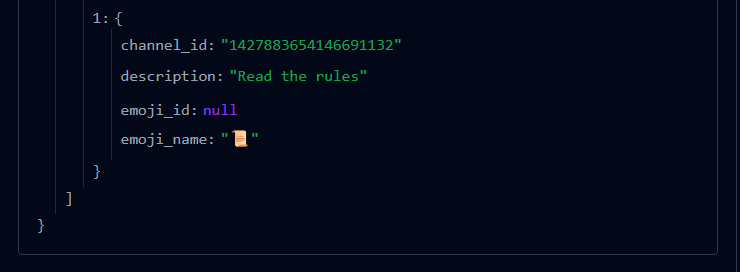 1: {
channel_id: "1427883654146691132"
description: "Read the rules"
emoji_id: null
emoji_name: "📜"
}
]
}